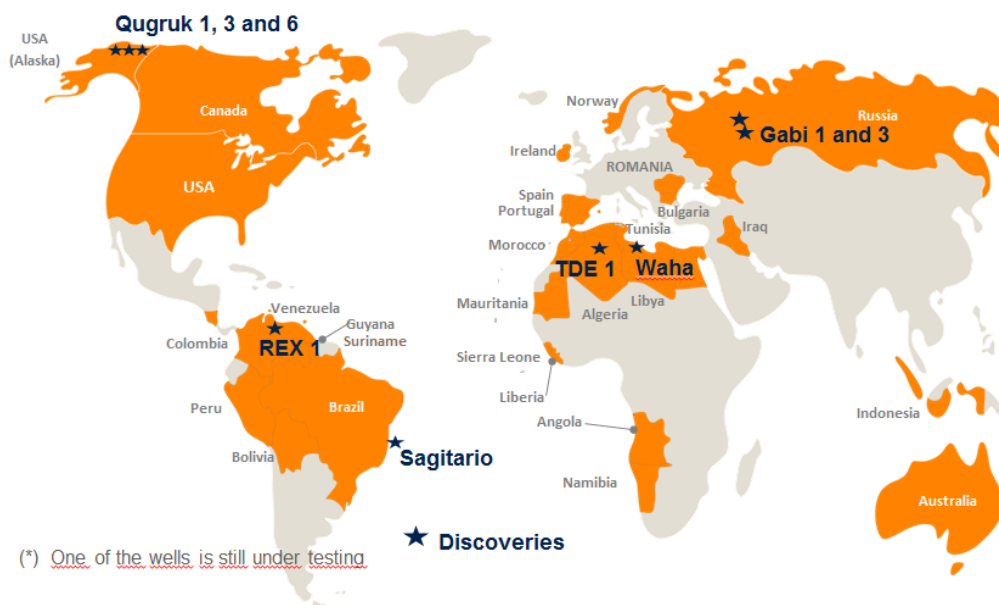 Qugruk 1, 3 and 6
USA
(Alaska)
Canada
USA
Norway
Russia
Gabi 1 and 3
Ireland
ROMANIA
Spain
Portugal
Bulgaria
Tunisia
Iraq
Morocco
TDE 1
Waha
Mauritania
Libya
Algeria
Venezuela
Guyana
Suriname
Colombia
REX 1
Sierra Leone
Liberia
Peru
Brazil
Indonesia
Angola
Bolivia
Sagitario
Namibia
Australia
Discoveries
(*) One of the wells is still under testing